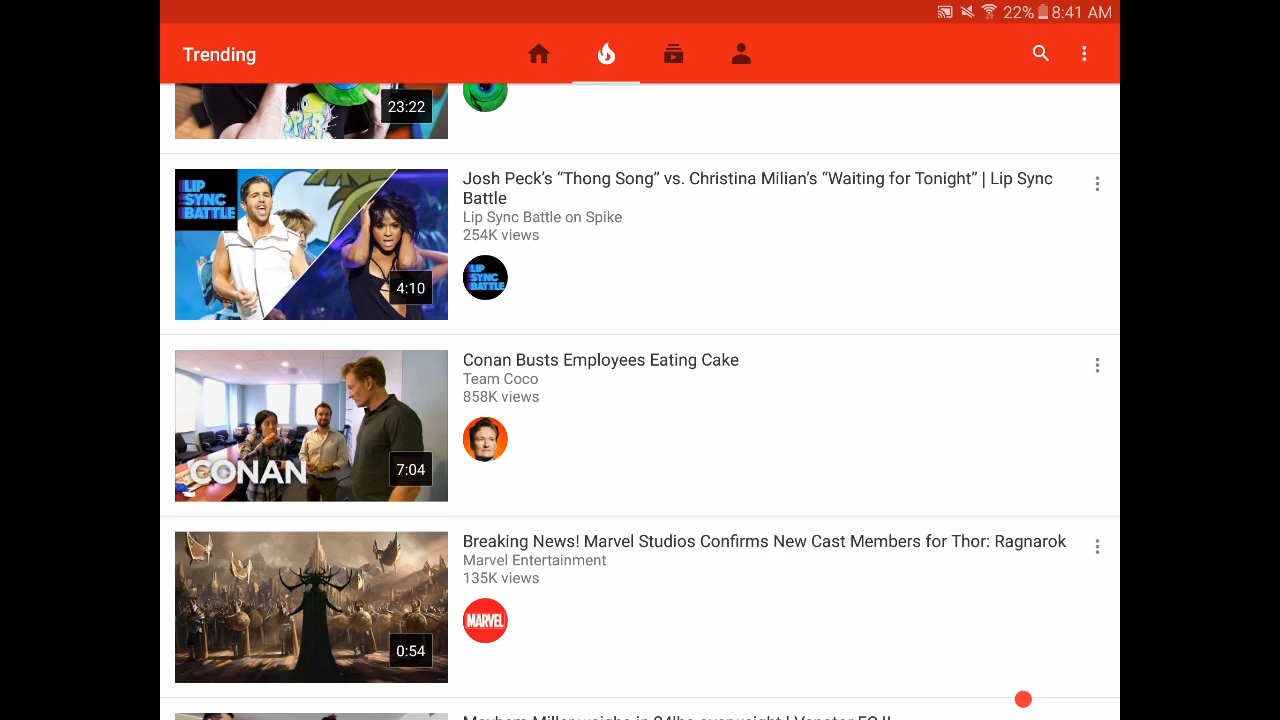 22% 8:41 AM
Trending
23:22
Josh Peck’s “Thong Song” vs. Christina Milian’s “Waiting for Tonight” | Lip Sync
Battle
Lip Sync Battle on Spike
254K views
LIP
SYNC
BATTLE
4:10
LIP
SYNC
BATTLE
Conan Busts Employees Eating Cake
Team Coco
858K views
CONAN
7:04
Breaking News! Marvel Studios Confirms New Cast Members for Thor: Ragnarok
Marvel Entertainment
135K views
MARVEL
0:54